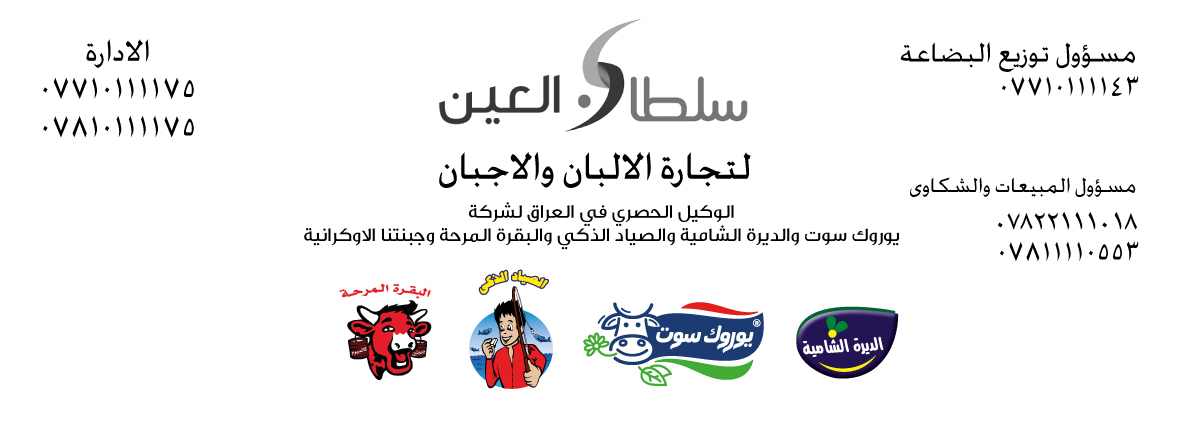 مسؤول توزيع البضاعة
٠٧٧١٠١١١١٤٣
مسؤول المبيعات والشكاوى
٠٧٨٢٢١١١٠١٨
٠٧٨١١١١٠٥٥٣
سلطان العين
لتجارة الالبان والاجبان
الوكيل الحصري في العراق لشركة
يوروك سوت والديرة الشامية والصياد الذكي والبقرة المرحة وجبنتنا الاوكرانية
الادارة
٠٧٧١٠١١١١٧٥
٠٧٨١٠١١١١٧٥
الديرة الشامية
يوروك سوت ®
الصياد الذكي
البقرة المرحة